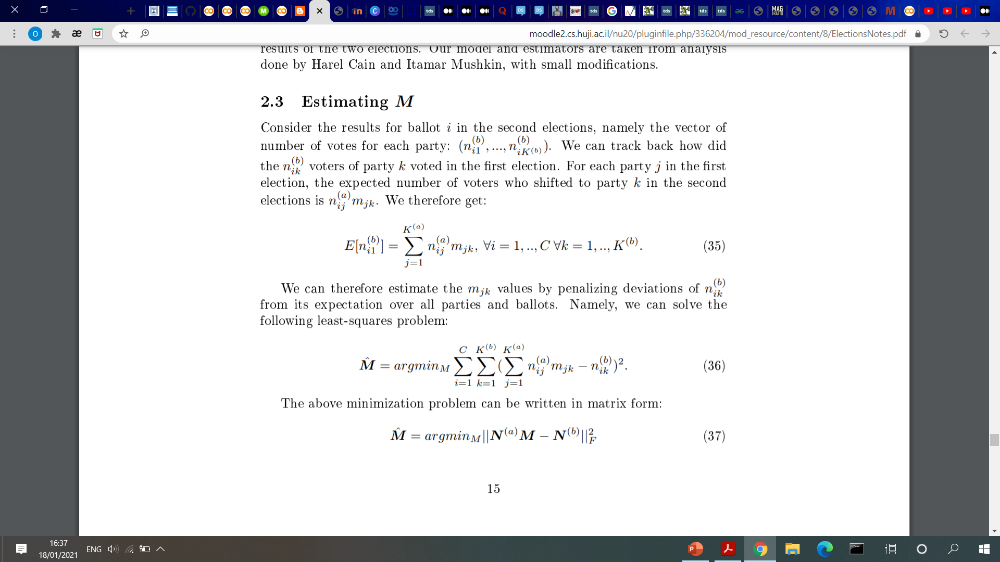 tds
tds
tds
tds
tds
DS
DS
MAG
moodle2.cs.huji.ac.il/nu20/pluginfile.php/336204/mod_resource/content/8/ElectionsNotes.pdf
results of the two elections. Our model and estimators are taken from analysis
done by Harel Cain and Itamar Mushkin, with small modifications.
2.3 Estimating M
Consider the results for ballot i in the second elections, namely the vector of
number of votes for each party: (n_{i1}^{(b)}, ..., n_{iK^{(b)}}^{(b)}). We can track back how did
the n_{ik}^{(b)} voters of party k voted in the first election. For each party j in the first
election, the expected number of voters who shifted to party k in the second
elections is n_{ij}^{(a)} m_{jk}. We therefore get:
E[n_{i1}^{(b)}] = \sum_{j=1}^{K^{(a)}} n_{ij}^{(a)} m_{jk}, ∀i = 1, .., C ∀k = 1, .., K^{(b)}. (35)
We can therefore estimate the m_{jk} values by penalizing deviations of n_{ik}^{(b)}
from its expectation over all parties and ballots. Namely, we can solve the
following least-squares problem:
\hat{M} = argmin_M \sum_{i=1}^{C} \sum_{k=1}^{K^{(b)}} (\sum_{j=1}^{K^{(a)}} n_{ij}^{(a)} m_{jk} − n_{ik}^{(b)})^2. (36)
The above minimization problem can be written in matrix form:
\hat{M} = argmin_M ||N^{(a)} M − N^{(b)}||_F^2 (37)
15
16:37
18/01/2021
ENG